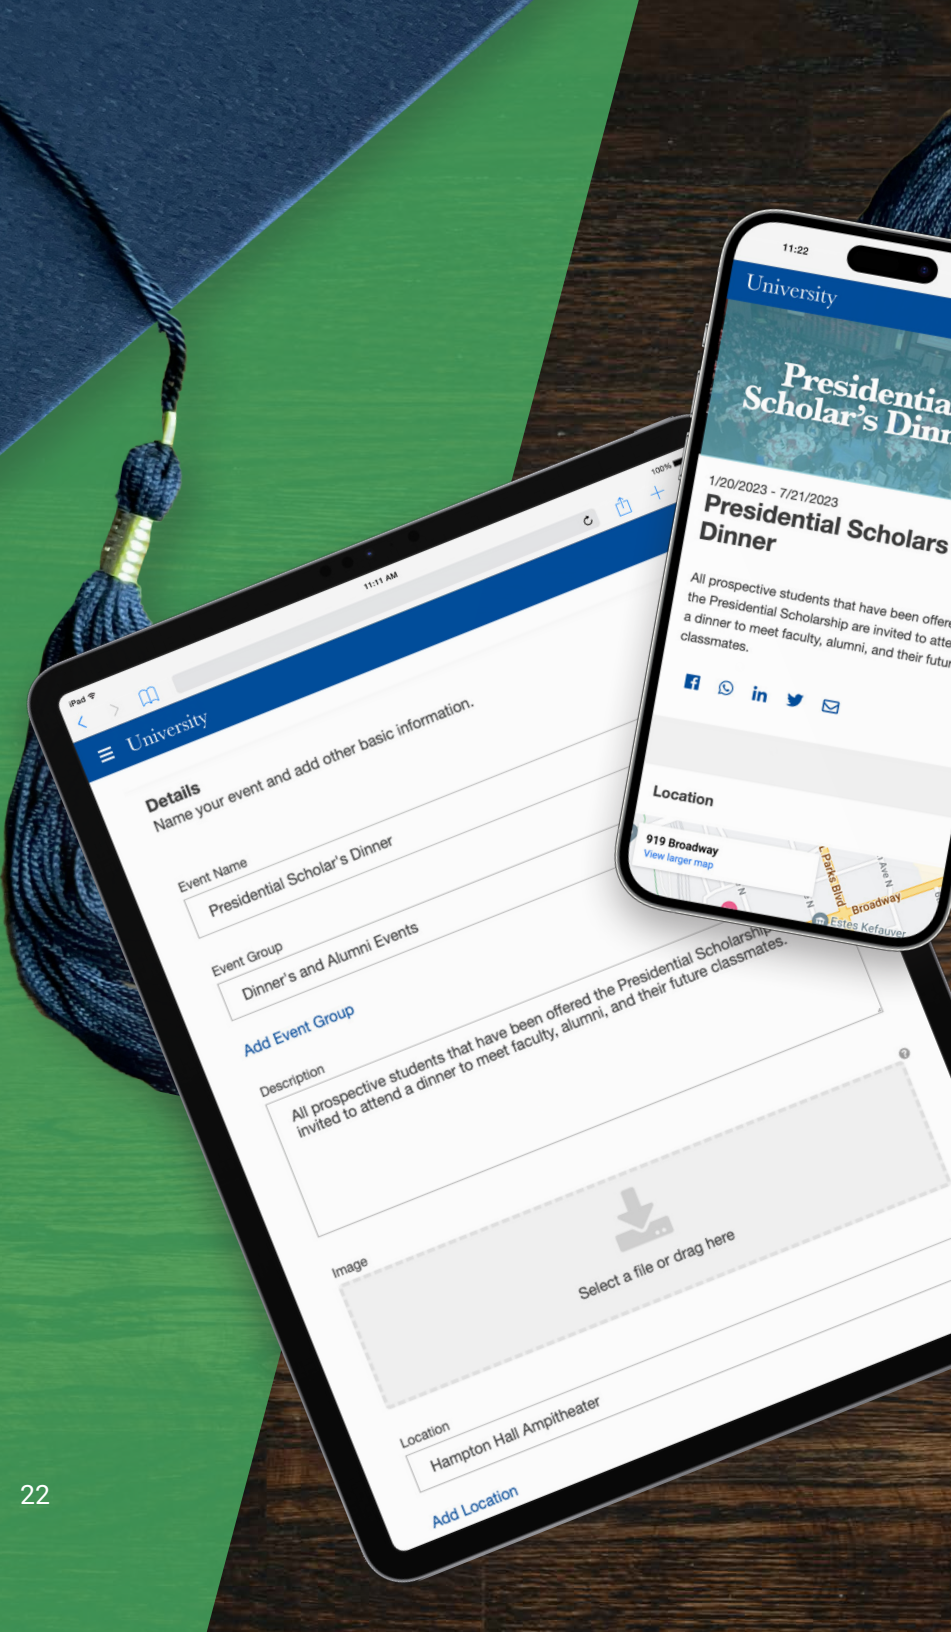 11:22
University
Presidentia
Scholar's Dinn
1/20/2023 - 7/21/2023
Presidential Scholars
Dinner
All prospective students that have been offere
the Presidential Scholarship are invited to atte
a dinner to meet faculty, alumni, and their futur
classmates.
Location
919 Broadway
View larger map
Parks Blvd
Ave N
N
N
Broadway
Estes Kefauver
100%
11:11 AM
iPad
University
Details
Name your event and add other basic information.
Event Name
Presidential Scholar's Dinner
Event Group
Dinner's and Alumni Events
Add Event Group
Description
All prospective students that have been offered the Presidential Scholarship
invited to attend a dinner to meet faculty, alumni, and their future classmates.
Image
Select a file or drag here
Location
Hampton Hall Ampitheater
Add Location
22